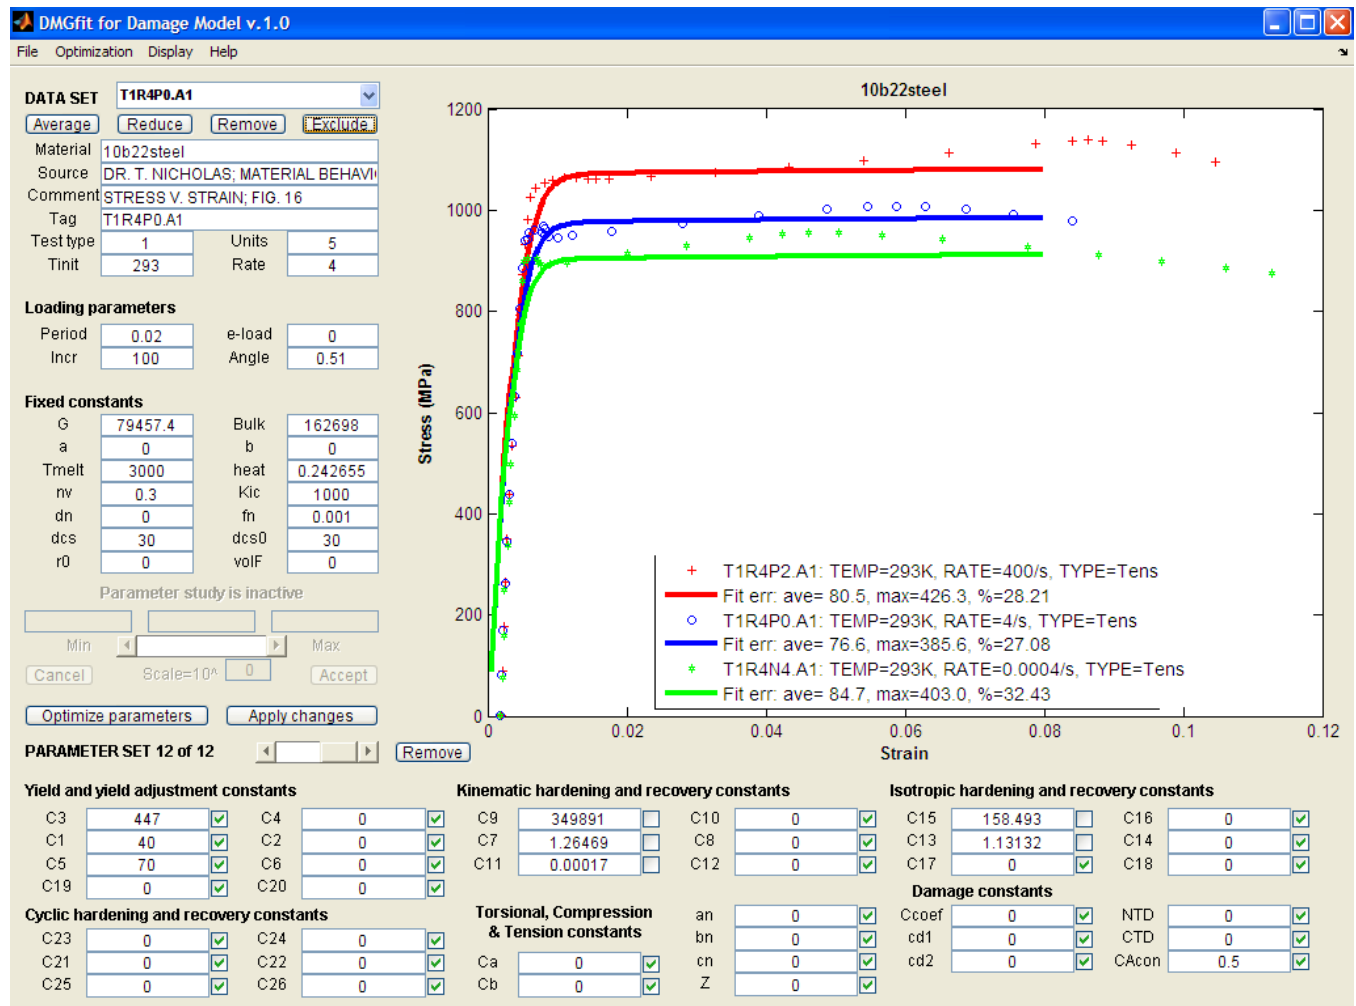 DMGfit for Damage Model v.1.0
File Optimization Display Help
DATA SET T1R4P0.A1
Average Reduce Remove Exclude
Material 10b22steel
Source DR. T. NICHOLAS; MATERIAL BEHAVI
Comment STRESS V. STRAIN; FIG. 16
Tag T1R4P0.A1
Test type 1 Units 5
Tinit 293 Rate 4
Loading parameters
Period 0.02 e-load 0
Incr 100 Angle 0.51
Fixed constants
G 79457.4 Bulk 162698
a 0 b 0
Tmelt 3000 heat 0.242655
nv 0.3 Kic 1000
dn 0 fn 0.001
dcs 30 dcs0 30
r0 0 volF 0
Parameter study is inactive
Min Max
Cancel Scale=10^ 0 Accept
Optimize parameters Apply changes
PARAMETER SET 12 of 12 Remove
10b22steel
1200
1000
800
600
400
200
0
Stress (MPa)
0 0.02 0.04 0.06 0.08 0.1 0.12
Strain
T1R4P2.A1: TEMP=293K, RATE=400/s, TYPE=Tens
Fit err: ave= 80.5, max=426.3, %=28.21
T1R4P0.A1: TEMP=293K, RATE=4/s, TYPE=Tens
Fit err: ave= 76.6, max=385.6, %=27.08
T1R4N4.A1: TEMP=293K, RATE=0.0004/s, TYPE=Tens
Fit err: ave= 84.7, max=403.0, %=32.43
Yield and yield adjustment constants
C3 447 C4 0
C1 40 C2 0
C5 70 C6 0
C19 0 C20 0
Cyclic hardening and recovery constants
C23 0 C24 0
C21 0 C22 0
C25 0 C26 0
Kinematic hardening and recovery constants
C9 349891 C10 0
C7 1.26469 C8 0
C11 0.00017 C12 0
Torsional, Compression
& Tension constants
Ca 0
Cb 0
an 0
bn 0
cn 0
Z 0
Isotropic hardening and recovery constants
C15 158.493 C16 0
C13 1.13132 C14 0
C17 0 C18 0
Damage constants
Ccoef 0 NTD 0
cd1 0 CTD 0
cd2 0 CAcon 0.5